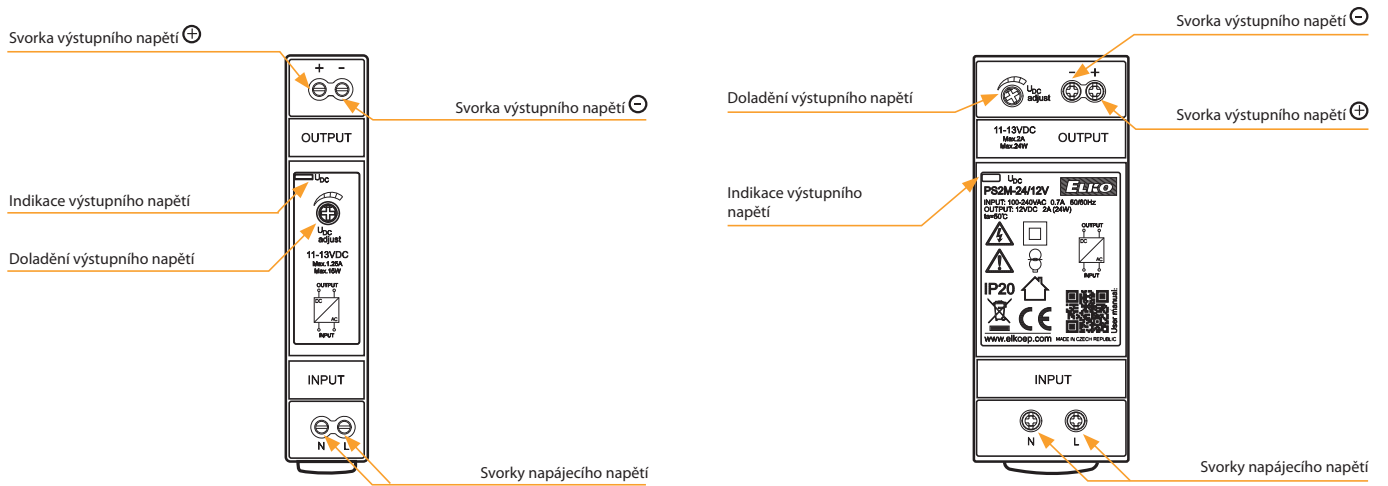 Svorka výstupního napětí ⊕
+ -
Svorka výstupního napětí ⊖
OUTPUT
UDC
Indikace výstupního napětí
UDC
adjust
Doladění výstupního napětí
11-13VDC
Max.1.25A
Max.15W
OUTPUT
DC
AC
INPUT
INPUT
N L
Svorky napájecího napětí
Svorka výstupního napětí ⊖
- +
Doladění výstupního napětí
UDC
adjust
Svorka výstupního napětí ⊕
11-13VDC
Max.2A
Max.24W
OUTPUT
Indikace výstupního
napětí
UDC
PS2M-24/12V
ELKO
INPUT: 100-240VAC 0.7A 50/60Hz
OUTPUT: 12VDC 2A (24W)
ta=50°C
OUTPUT
DC
AC
INPUT
IP20
CE
User manual:
www.elkoep.com
MADE IN CZECH REPUBLIC
INPUT
N L
Svorky napájecího napětí